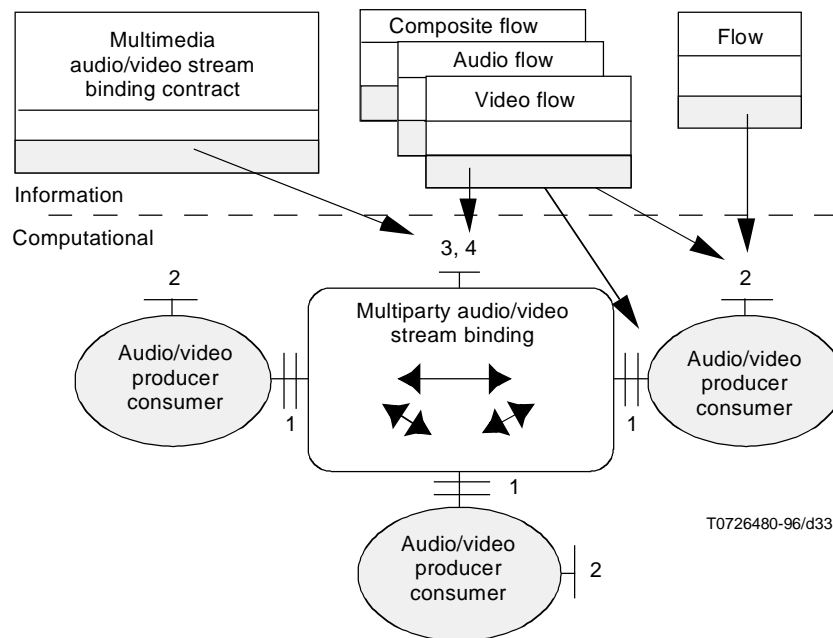 Multimedia
audio/video stream
binding contract
Composite flow
Audio flow
Video flow
Flow
Information
Computational
3, 4
2
2
Multiparty audio/video
stream binding
Audio/video
producer
consumer
Audio/video
producer
consumer
1
1
1
T0726480-96/d33
Audio/video
producer
consumer
2